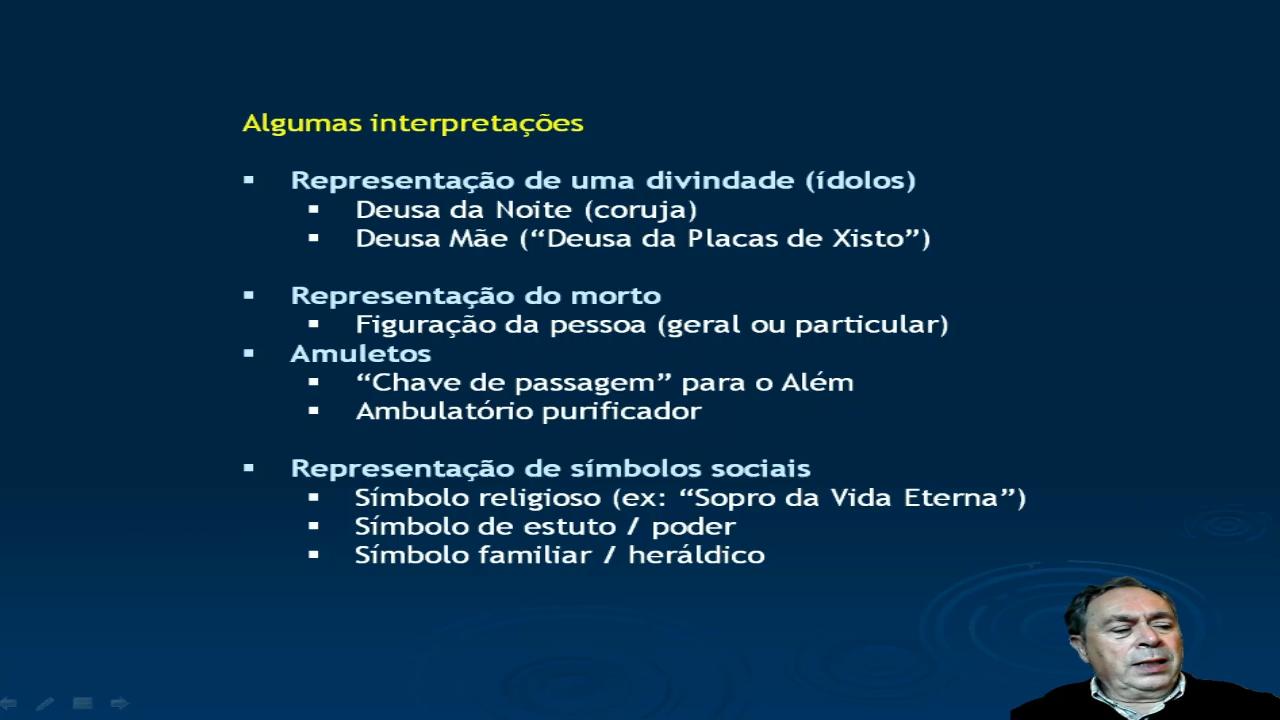 Algumas interpretações
▪ Representação de uma divindade (ídolos)
▪ Deusa da Noite (coruja)
▪ Deusa Mãe (“Deusa da Placas de Xisto”)
▪ Representação do morto
▪ Figuração da pessoa (geral ou particular)
▪ Amuletos
▪ “Chave de passagem” para o Além
▪ Ambulatório purificador
▪ Representação de símbolos sociais
▪ Símbolo religioso (ex: “Sopro da Vida Eterna”)
▪ Símbolo de estuto / poder
▪ Símbolo familiar / heráldico